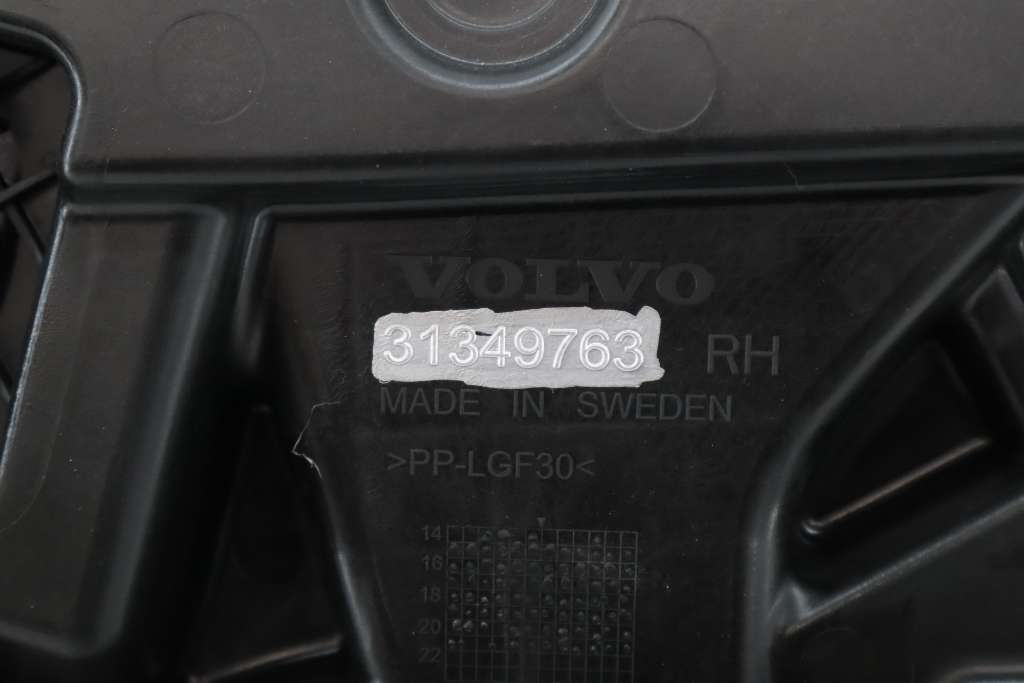 VOLVO
31349763 RH
MADE IN SWEDEN
>PP-LGF30<
14
16
18
20
22